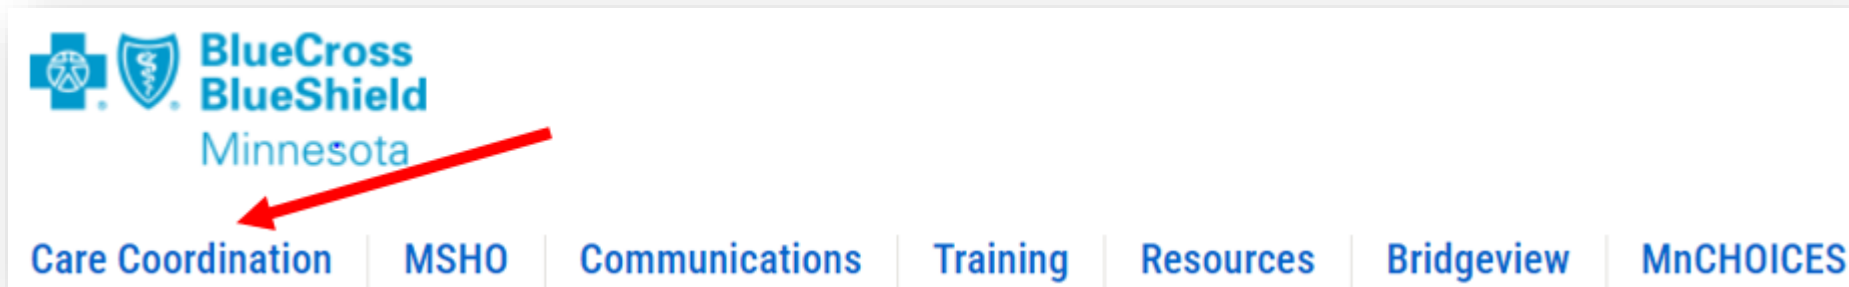 BlueCross
BlueShield
Minnesota
Care Coordination MSHO Communications Training Resources Bridgeview MnCHOICES